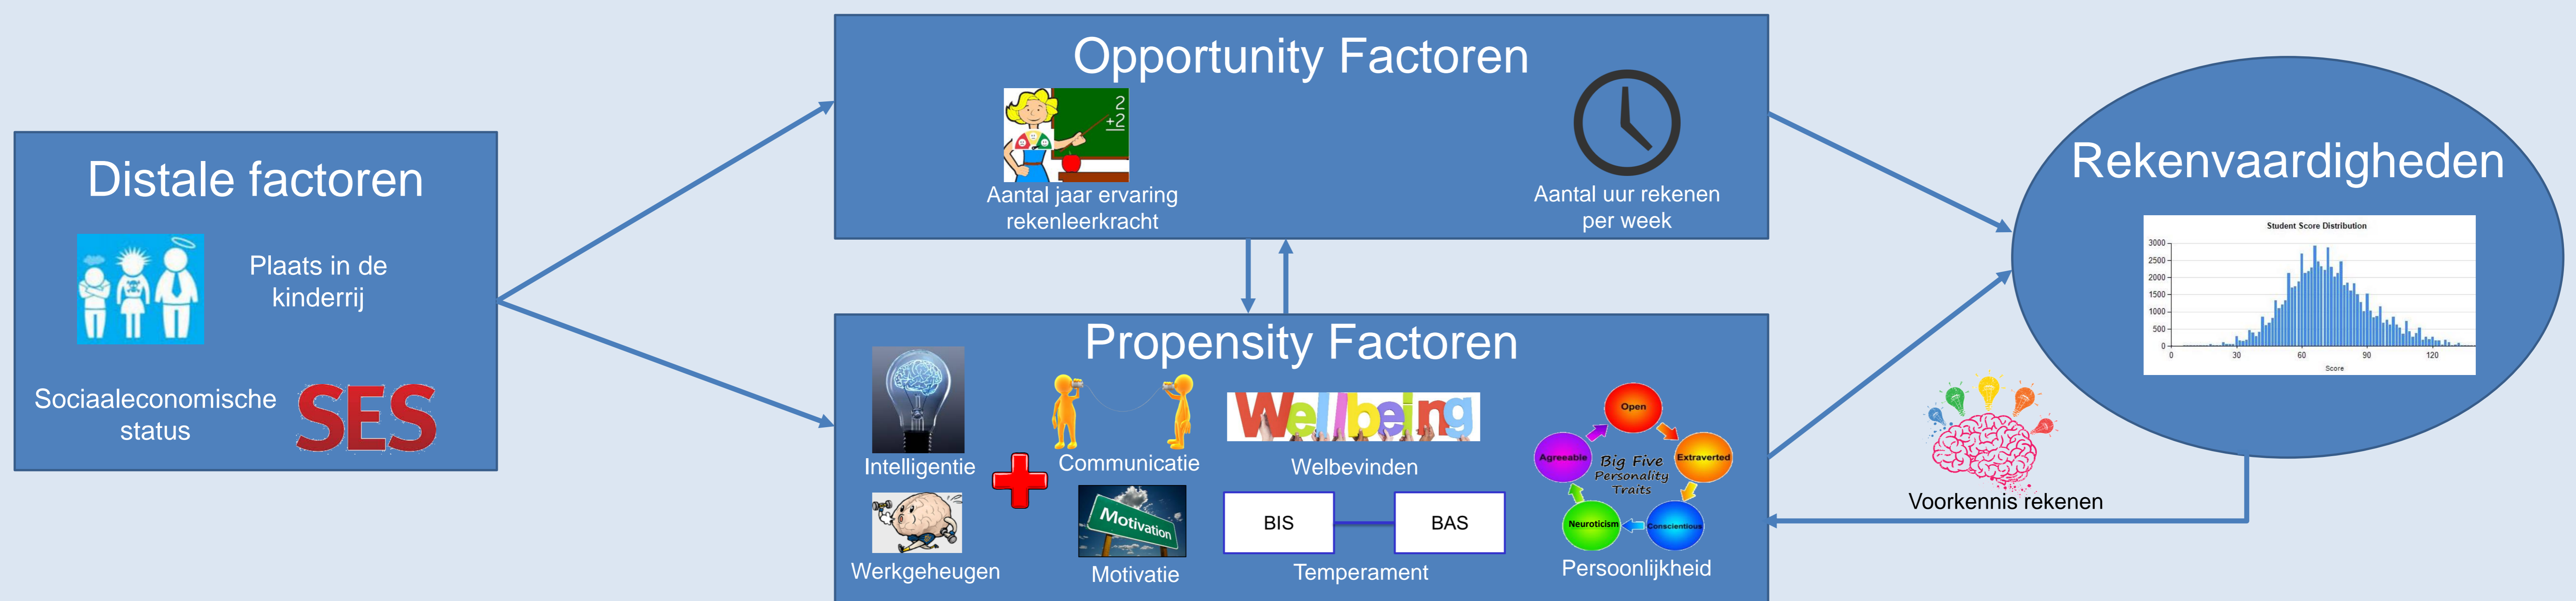 Distale factoren
Plaats in de
kinderrij
Sociaaleconomische
status
SES
Opportunity Factoren
2
+2
Aantal jaar ervaring
rekenleerkracht
Aantal uur rekenen
per week
Propensity Factoren
Intelligentie
Werkgeheugen
Communicatie
Motivation
Motivatie
Wellbeing
Welbevinden
BIS
BAS
Temperament
Open
Agreeable
Extraverted
Big Five
Personality
Traits
Neuroticism
Conscientious
Persoonlijkheid
Rekenvaardigheden
Student Score Distribution
3000
2500
2000
1500
1000
500
0
0 30 60 90 120
Score
Voorkennis rekenen